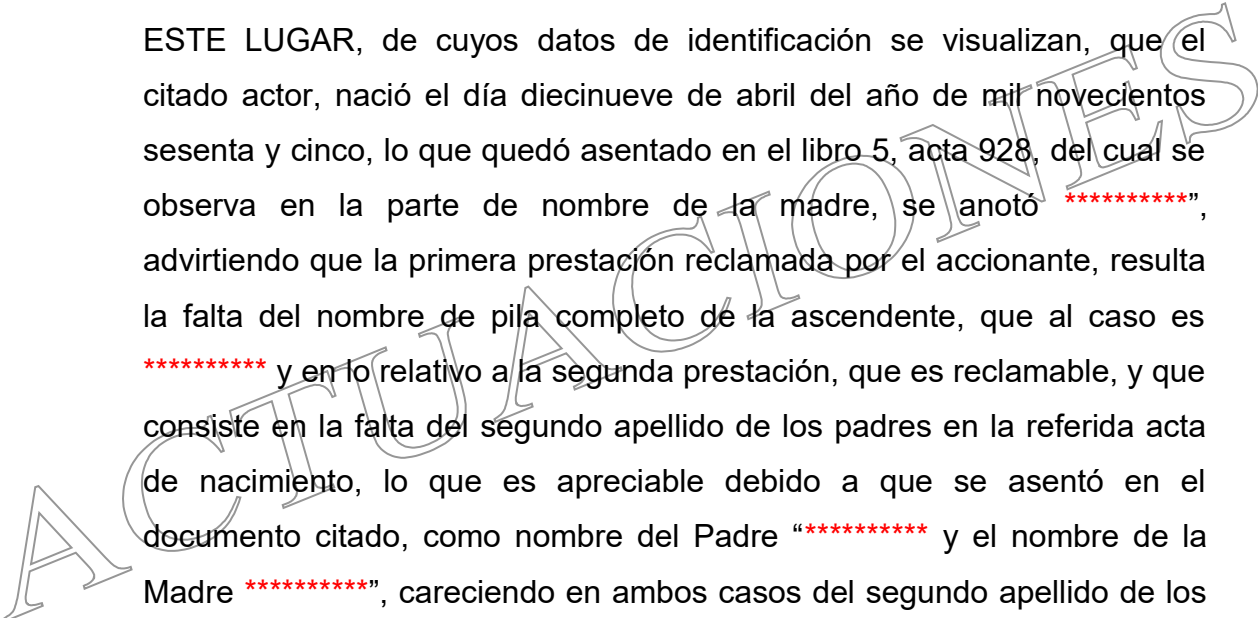 ESTE LUGAR, de cuyos datos de identificación se visualizan, que el
citado actor, nació el día diecinueve de abril del año de mil novecientos
sesenta y cinco, lo que quedó asentado en el libro 5, acta 928, del cual se
observa en la parte de nombre de la madre, se anotó **********”,
advirtiendo que la primera prestación reclamada por el accionante, resulta
la falta del nombre de pila completo de la ascendente, que al caso es
********** y en lo relativo a la segunda prestación, que es reclamable, y que
consiste en la falta del segundo apellido de los padres en la referida acta
de nacimiento, lo que es apreciable debido a que se asentó en el
documento citado, como nombre del Padre “********** y el nombre de la
Madre **********”, careciendo en ambos casos del segundo apellido de los
ACTUACIONES